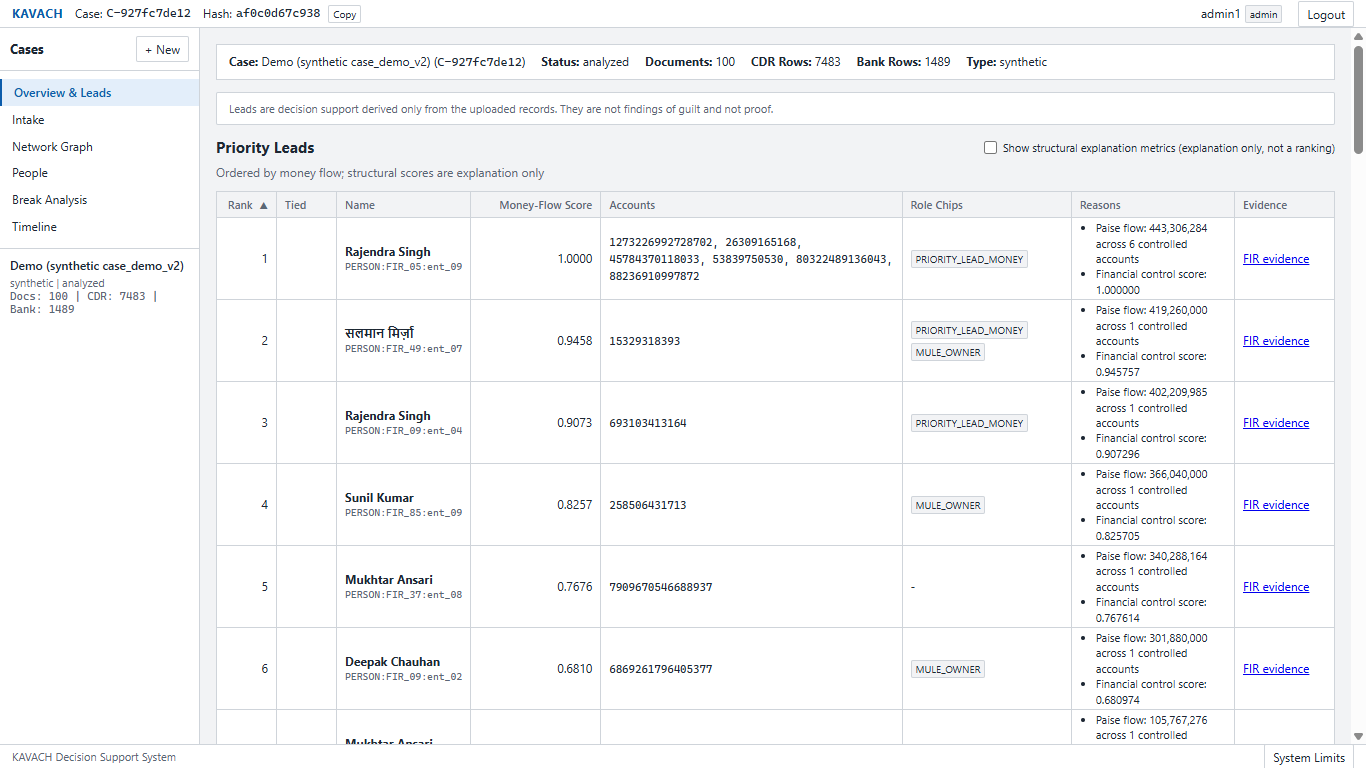 KAVACH Case: C-927fc7de12 Hash: af0c0d67c938 Copy admin1 admin Logout
Cases + New
Overview & Leads
Intake
Network Graph
People
Break Analysis
Timeline
Demo (synthetic case_demo_v2)
synthetic | analyzed
Docs: 100 | CDR: 7483 |
Bank: 1489
Case: Demo (synthetic case_demo_v2) (C-927fc7de12) Status: analyzed Documents: 100 CDR Rows: 7483 Bank Rows: 1489 Type: synthetic
Leads are decision support derived only from the uploaded records. They are not findings of guilt and not proof.
Priority Leads
Show structural explanation metrics (explanation only, not a ranking)
Ordered by money flow; structural scores are explanation only
Rank ▲ Tied Name Money-Flow Score Accounts Role Chips Reasons Evidence
1
Rajendra Singh
PERSON:FIR_05:ent_09
1.0000
1273226992728702, 26309165168,
45784370118033, 53839750530, 80322489136043,
88236910997872
PRIORITY_LEAD_MONEY
• Paise flow: 443,306,284
across 6 controlled
accounts
• Financial score:
1.000000
FIR evidence
2
सलमान मिर्ज़ा
PERSON:FIR_49:ent_07
0.9458
15329318393
PRIORITY_LEAD_MONEY
MULE_OWNER
• Paise flow: 419,260,000
across 1 controlled
accounts
• Financial control score:
0.945757
FIR evidence
3
Rajendra Singh
PERSON:FIR_09:ent_04
0.9073
693103413164
PRIORITY_LEAD_MONEY
• Paise flow: 402,209,985
across 1 controlled
accounts
• Financial control score:
0.907296
FIR evidence
4
Sunil Kumar
PERSON:FIR_85:ent_09
0.8257
258506431713
MULE_OWNER
• Paise flow: 366,040,000
across 1 controlled
accounts
• Financial control score:
0.825705
FIR evidence
5
Mukhtar Ansari
PERSON:FIR_37:ent_08
0.7676
7909670546688937
-
• Paise flow: 340,288,164
across 1 controlled
accounts
• Financial control score:
0.767614
FIR evidence
6
Deepak Chauhan
PERSON:FIR_09:ent_02
0.6810
6869261796405377
MULE_OWNER
• Paise flow: 301,880,000
across 1 controlled
accounts
• Financial control score:
0.680974
FIR evidence
Mukhtar Ansari
• Paise flow: 105,767,276
across 1 controlled
KAVACH Decision Support System
System Limits